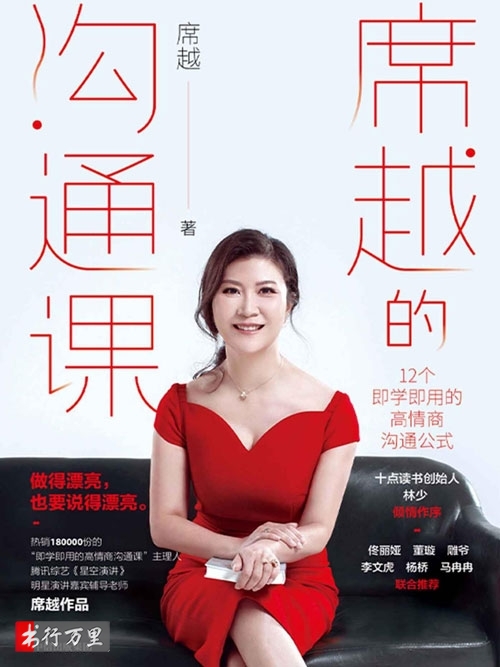 席越的
沟通课
席越
著
12个
即学即用的
高情商
沟通公式
做得漂亮，
也要说得漂亮。
热销180000份的
“即学即用的高情商沟通课”主理人
腾讯综艺《星空演讲》
明星演讲嘉宾辅导老师
席越作品
十点读书创始人
林少
倾情作序
佟丽娅 董璇 雕爷
李文虎 杨桥 马冉冉
联合推荐
书行万里